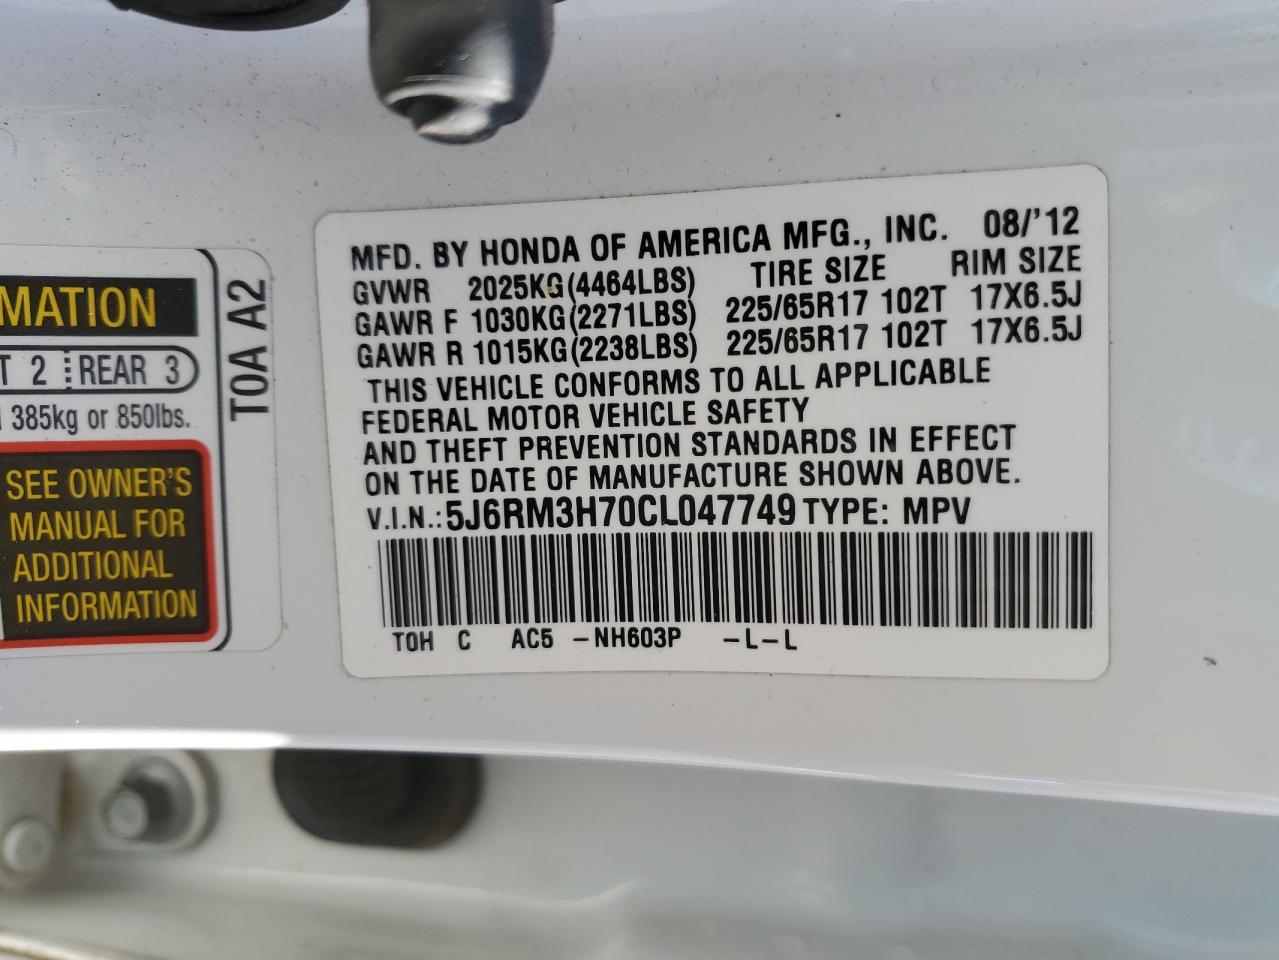 MATION
T 2 REAR 3
385kg or 850lbs.
SEE OWNER'S
MANUAL FOR
ADDITIONAL
INFORMATION
T0A A2
MFD. BY HONDA OF AMERICA MFG., INC. 08/'12
GVWR 2025KG(4464LBS) TIRE SIZE RIM SIZE
GAWR F 1030KG(2271LBS) 225/65R17 102T 17X6.5J
GAWR R 1015KG(2238LBS) 225/65R17 102T 17X6.5J
THIS VEHICLE CONFORMS TO ALL APPLICABLE
FEDERAL MOTOR VEHICLE SAFETY
AND THEFT PREVENTION STANDARDS IN EFFECT
ON THE DATE OF MANUFACTURE SHOWN ABOVE.
V.I.N.:5J6RM3H70CL047749 TYPE: MPV
T0H C AC5 -NH603P -L-L